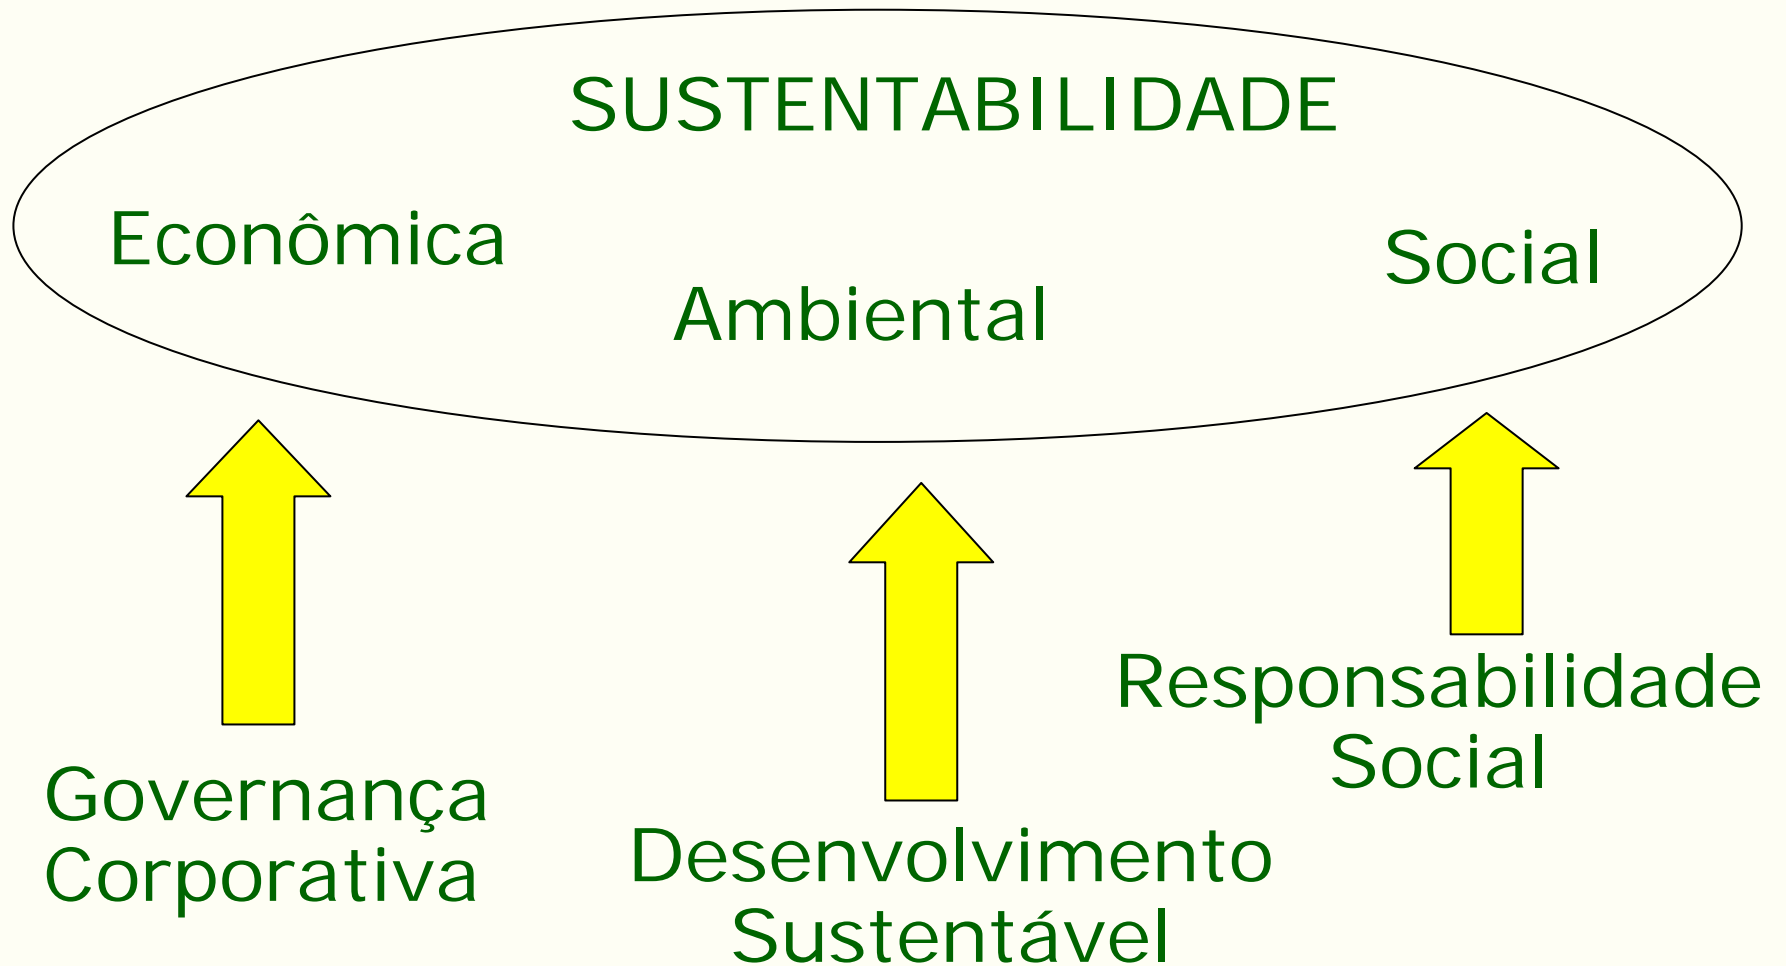 SUSTENTABILIDADE
Econômica
Ambiental
Social
Governança
Corporativa
Desenvolvimento
Sustentável
Responsabilidade
Social